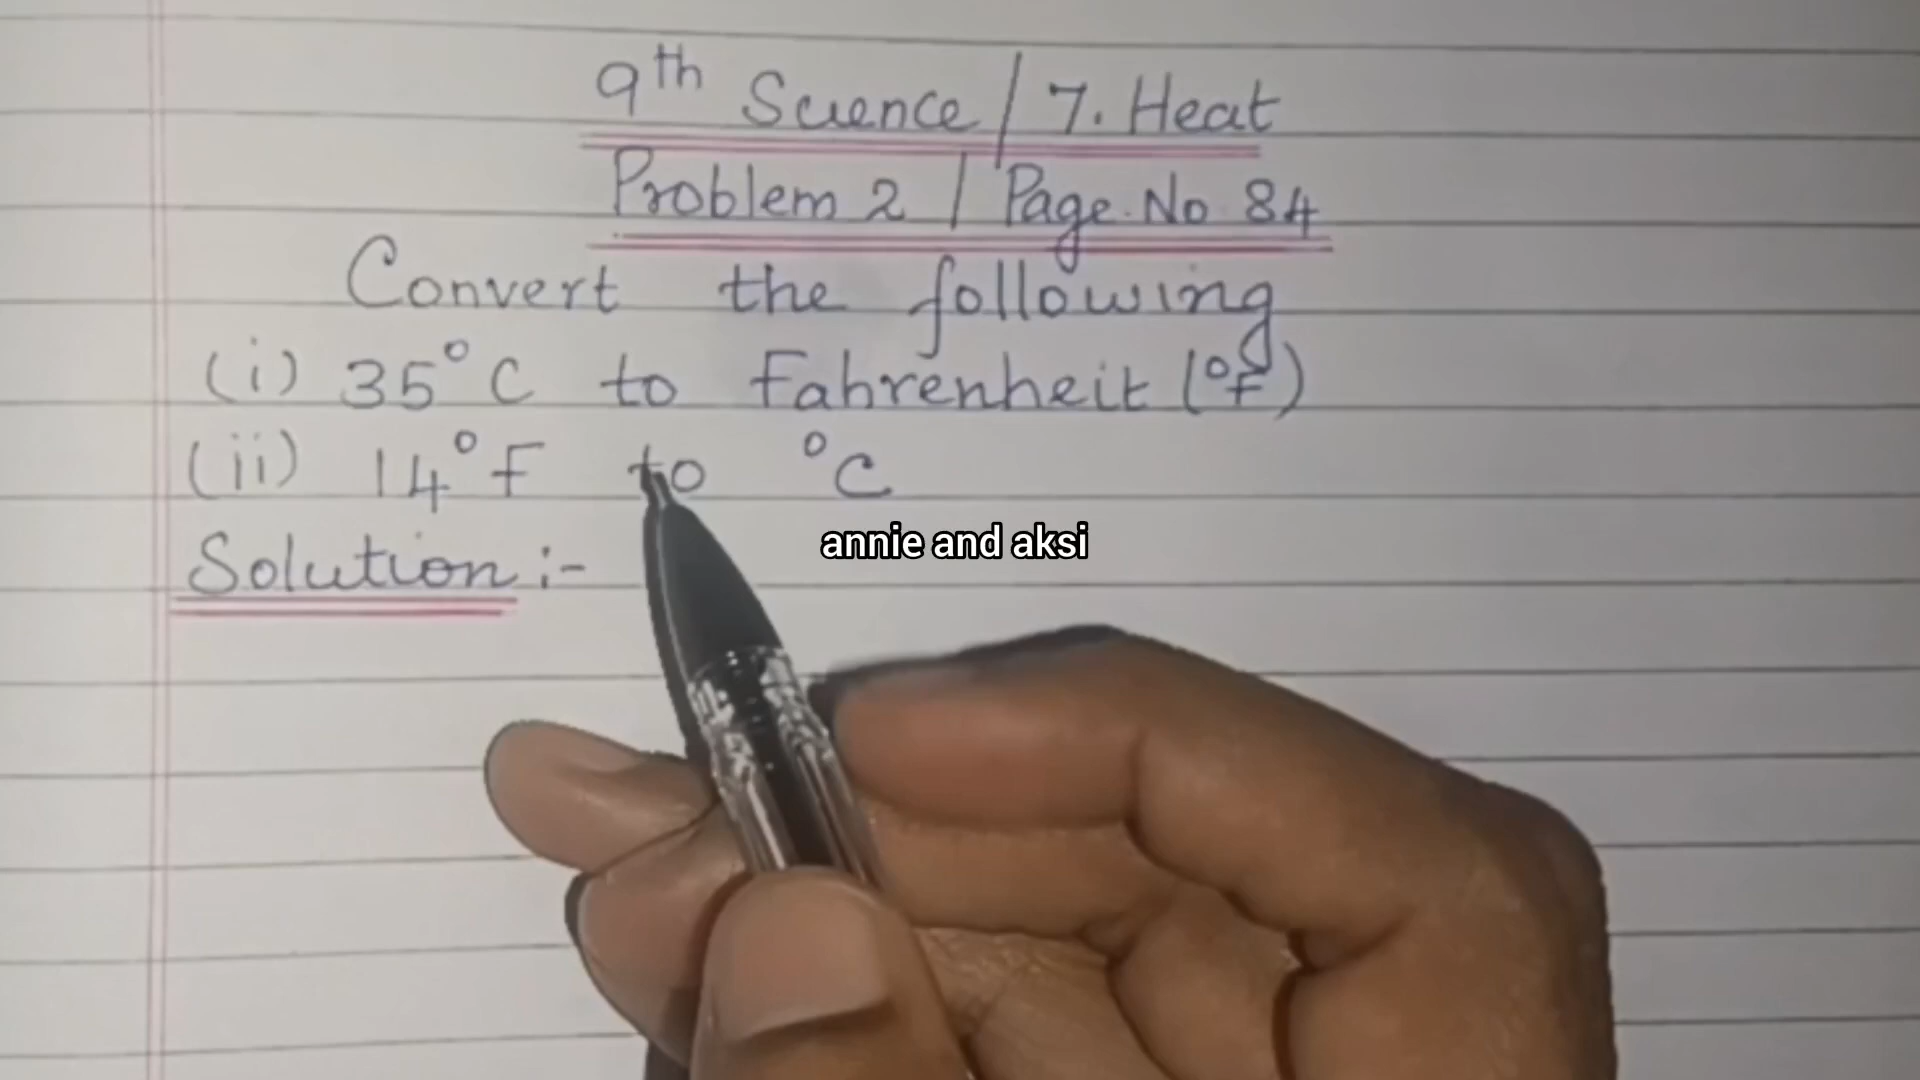 9th Science / 7. Heat
Problem 2 / Page.No 84
Convert the following
(i) 35°C to Fahrenheit (°F)
(ii) 14°F to °C
annie and aksi
Solution :-